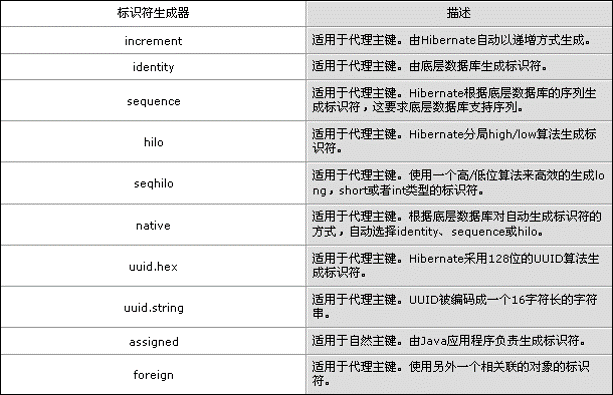 标识符生成器
描述
increment
适用于代理主键。由Hibernate自动以递增方式生成。
identity
适用于代理主键。由底层数据库生成标识符。
sequence
适用于代理主键。Hibernate根据底层数据库的序列生
成标识符，这要求底层数据库支持序列。
hilo
适用于代理主键。Hibernate分局high/low算法生成标
识符。
seqhilo
适用于代理主键。使用一个高/低位算法来高效的生成lo
ng，short或者int类型的标识符。
native
适用于代理主键。根据底层数据库对自动生成标识符的
方式，自动选择identity、sequence或hilo。
uuid.hex
适用于代理主键。Hibernate采用128位的UUID算法生
成标识符。
uuid.string
适用于代理主键。UUID被编码成一个16字符长的字符
串。
assigned
适用于自然主键。由Java应用程序负责生成标识符。
foreign
适用于代理主键。使用另外一个相关联的对象的标识
符。